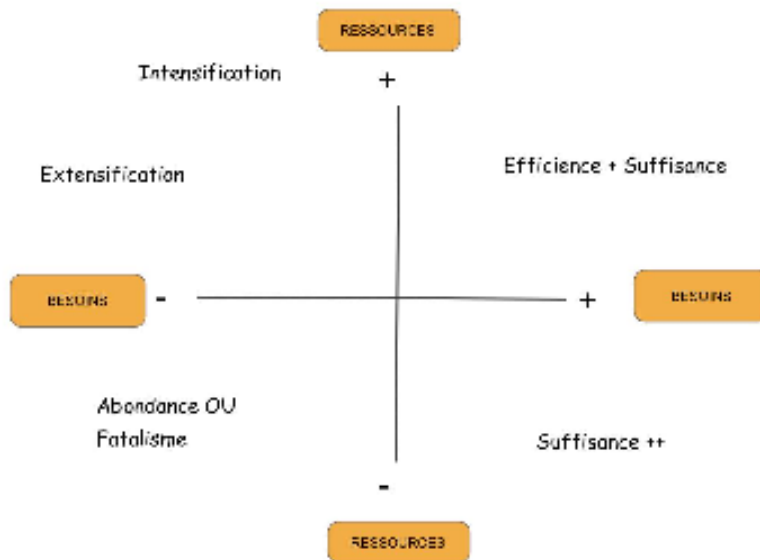 RESSOURCES
Intensification
+
Extensification
Efficience + Suffisance
BESOINS
-
+
BESOINS
Abondance OU
Fatalisme
Suffisance ++
-
RESSOURCES